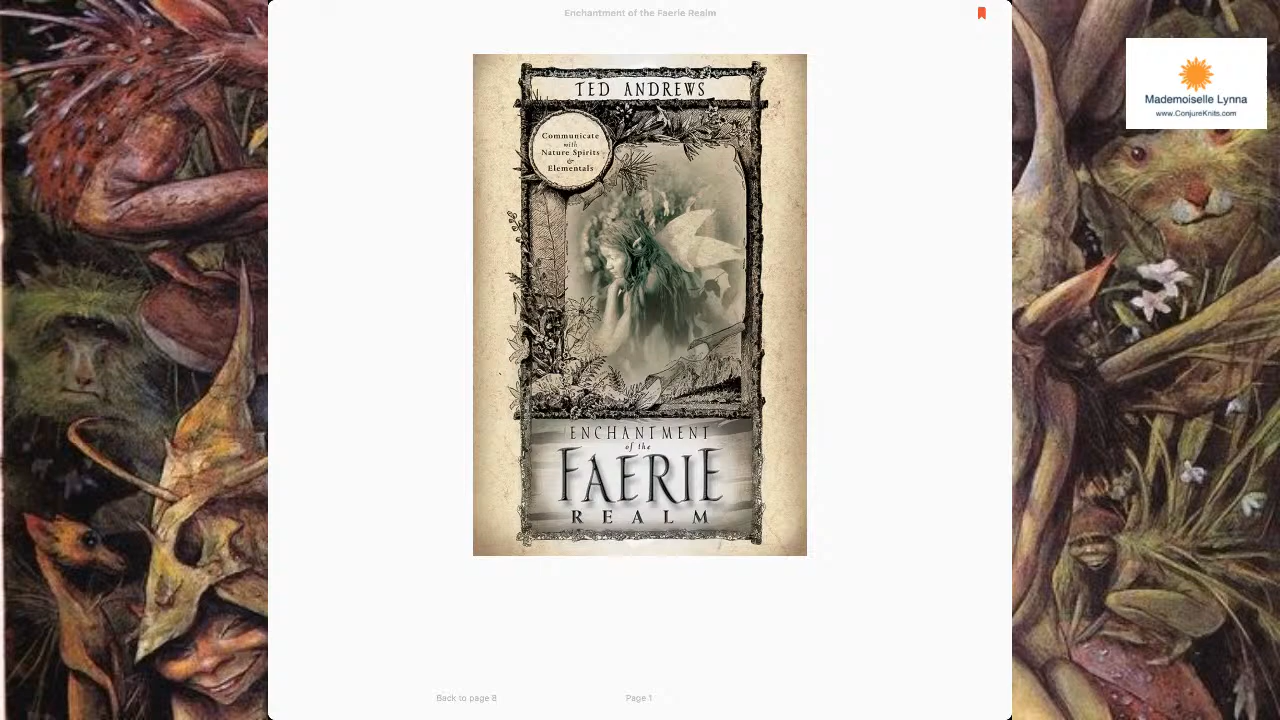 Enchantment of the Faerie Realm
Mademoiselle Lynna
www.ConjureKnits.com
TED ANDREWS
Communicate
with
Nature Spirits
&
Elementals
ENCHANTMENT
of the
FAERIE
REALM
Back to page 8
Page 1